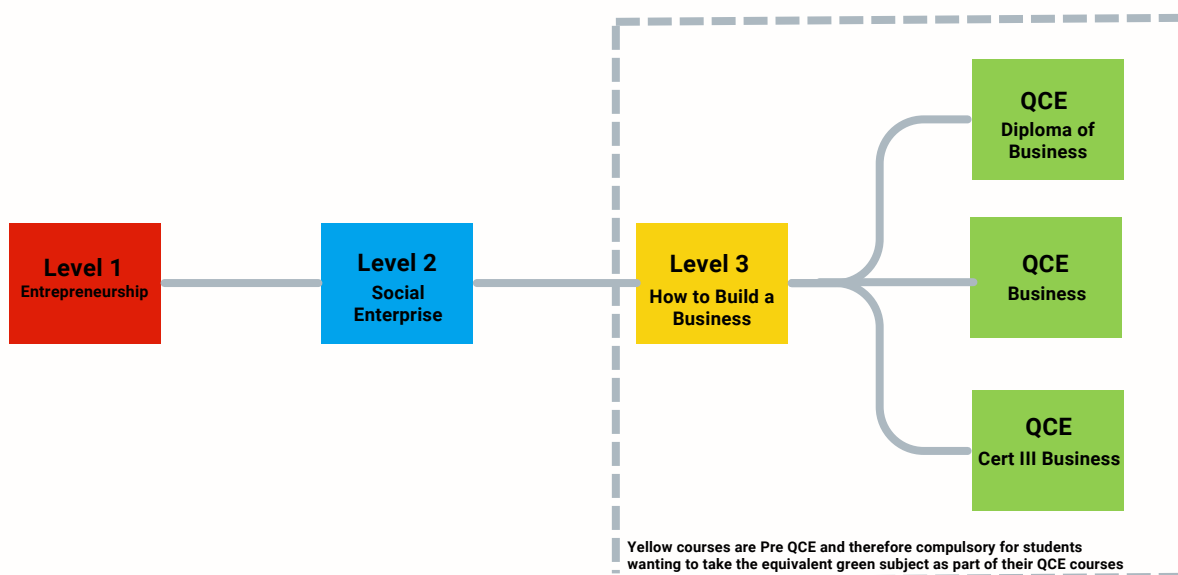 Level 1
Entrepreneurship
Level 2
Social
Enterprise
Level 3
How to Build a
Business
QCE
Diploma of
Business
QCE
Business
QCE
Cert III Business
Yellow courses are Pre QCE and therefore compulsory for students
wanting to take the equivalent green subject as part of their QCE courses